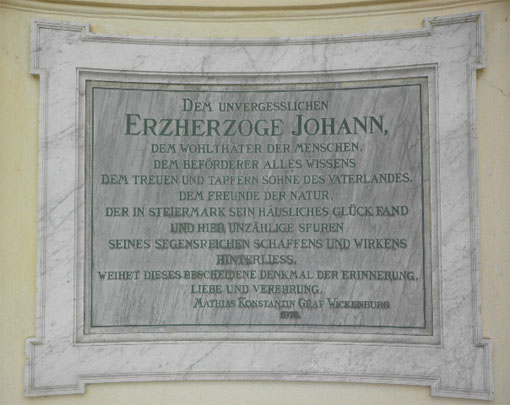 DEM UNVERGESSLICHEN
ERZHERZOGE JOHANN,
DEM WOHLTHÄTER DER MENSCHEN,
DEM BEFÖRDERER ALLES WISSENS
DEM TREUEN UND TAPFERN SOHNE DES VATERLANDES,
DEM FREUNDE DER NATUR,
DER IN STEIERMARK SEIN HÄUSLICHES GLÜCK FAND
UND HIER UNZÄHLIGE SPUREN
SEINES SEGENSREICHEN SCHAFFENS UND WIRKENS
HINTERLIESS,
WEIHET DIESES BESCHEIDENE DENKMAL DER ERINNERUNG,
LIEBE UND VEREHRUNG,
MATHIAS KONSTANTIN GRAF WICKENBURG